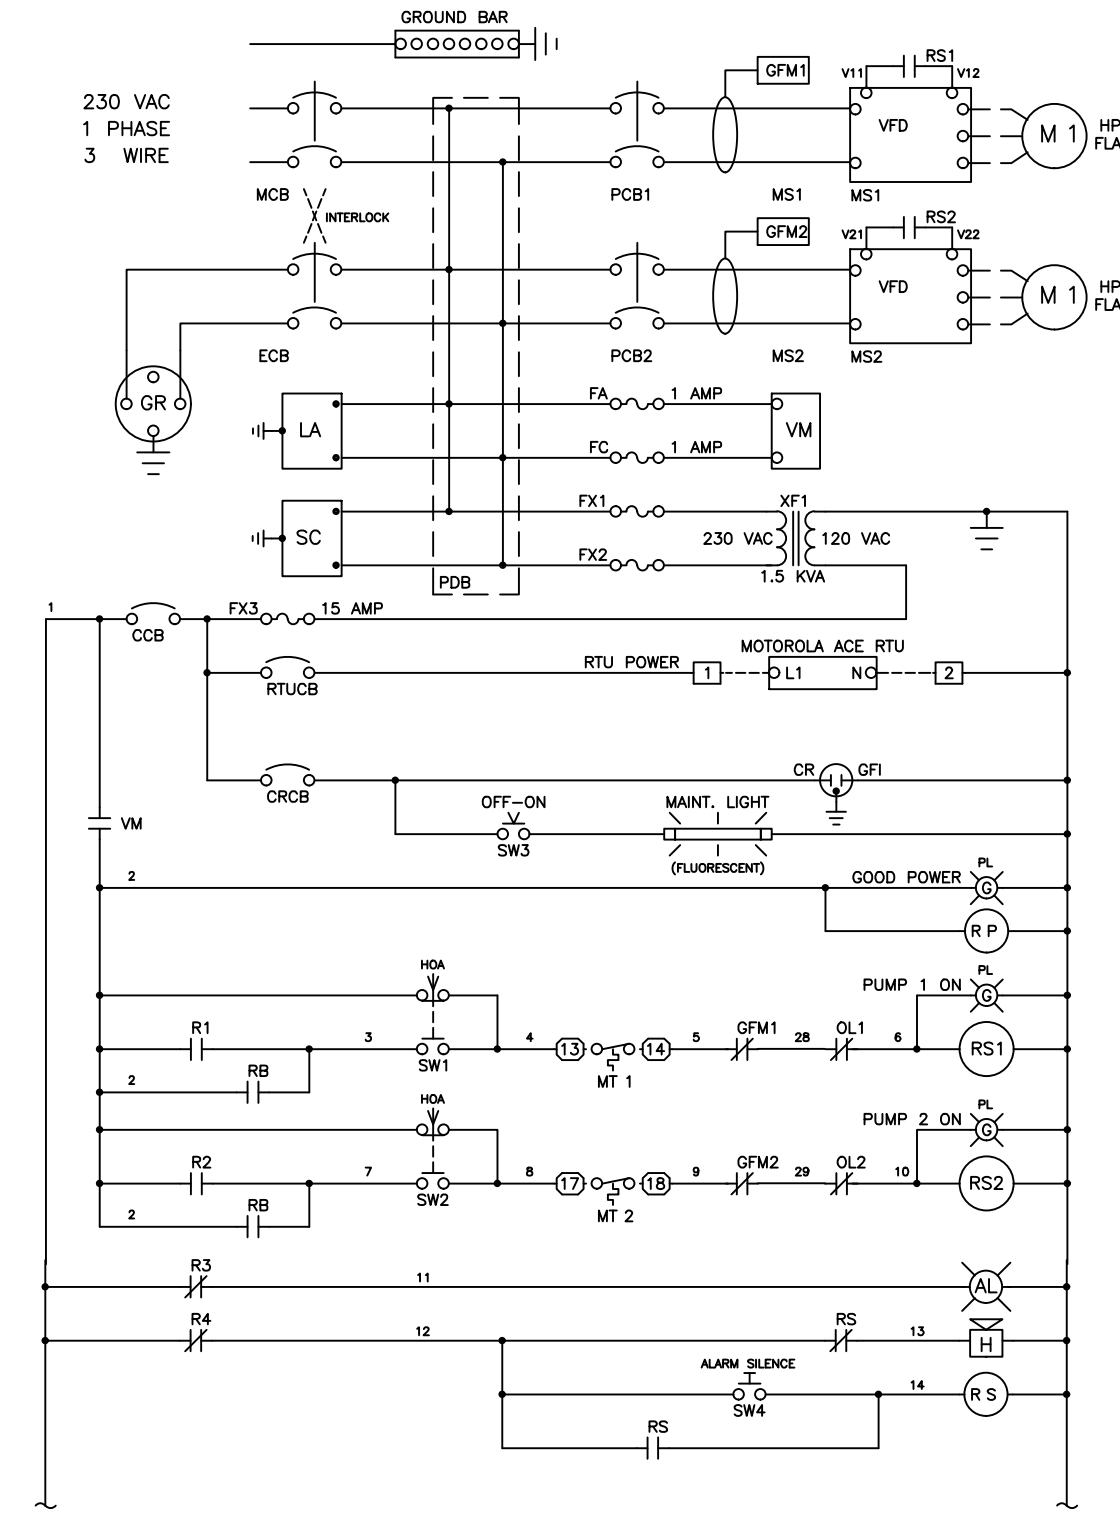 GROUND BAR
GFM1
RS1
V11
V12
230 VAC
1 PHASE
3 WIRE
VFD
M 1
HP
FLA
MCB
PCB1
MS1
MS1
INTERLOCK
GFM2
RS2
V21
V22
VFD
M 1
HP
FLA
ECB
PCB2
MS2
MS2
GR
LA
FA
1 AMP
VM
FC
1 AMP
SC
FX1
XF1
230 VAC
120 VAC
FX2
1.5 KVA
PDB
1
CCB
FX3
15 AMP
MOTOROLA ACE RTU
RTU POWER
1
L1
N
2
RTUCB
CR
GFI
CRCB
OFF-ON
MAINT. LIGHT
SW3
(FLUORESCENT)
VM
2
GOOD POWER
PL
G
R P
HOA
PUMP 1 ON
PL
G
R1
3
SW1
4
13
14
MT 1
5
GFM1
28
OL1
6
RS1
2
RB
HOA
PUMP 2 ON
PL
G
R2
7
SW2
8
17
18
MT 2
9
GFM2
29
OL2
10
RS2
2
RB
R3
11
AL
R4
12
RS
13
H
ALARM SILENCE
SW4
14
R S
RS